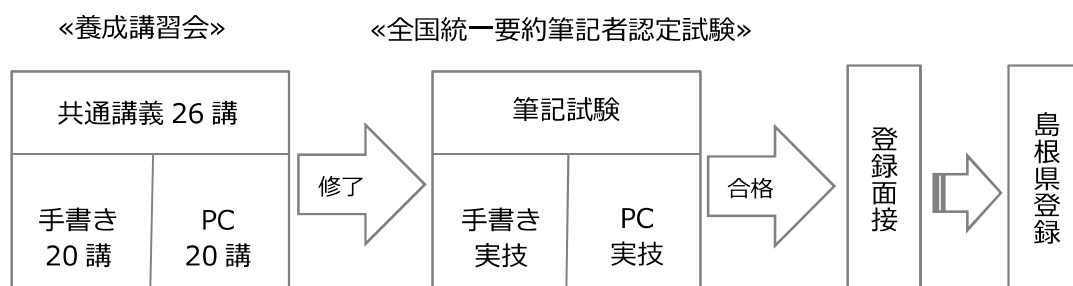 ≪養成講習会≫
≪全国統一要約筆記者認定試験≫
共通講義 26 講
手書き
20 講
PC
20 講
修了
筆記試験
手書き
実技
PC
実技
合格
登録面接
島根県登録